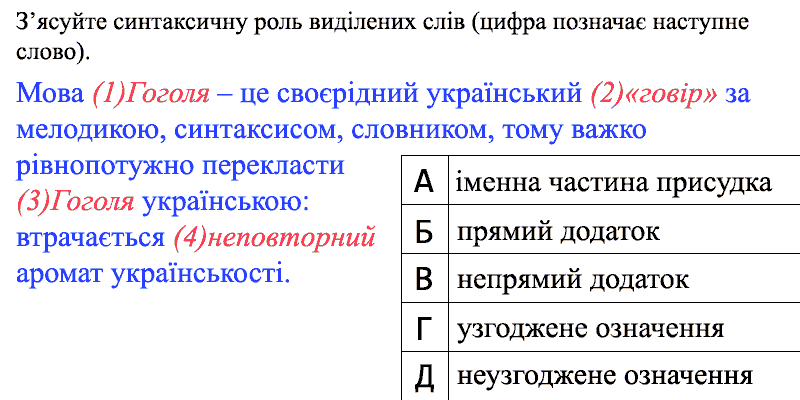 З’ясуйте синтаксичну роль виділених слів (цифра позначає наступне
слово).
Мова (1)Гоголя – це своєрідний український (2)«говір» за
мелодикою, синтаксисом, словником, тому важко
рівнопотужно перекласти
(3)Гоголя українською:
втрачається (4)неповторний
аромат українськості.
А іменна частина присудка
Б прямий додаток
В непрямий додаток
Г узгоджене означення
Д неузгоджене означення